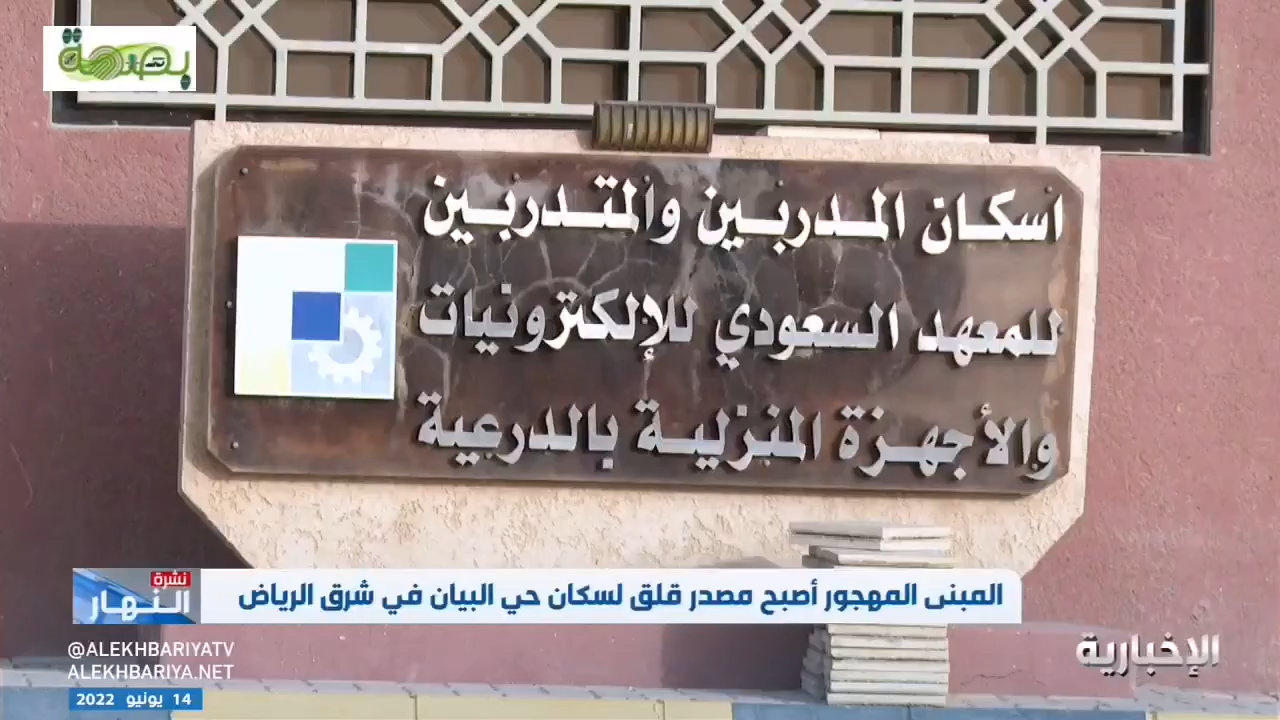 بصمة
اسكان المدربين والمتدربين
للمعهد السعودي للإلكترونيات
والأجهزة المنزلية بالدرعية
المبنى المهجور أصبح مصدر قلق لسكان حي البيان في شرق الرياض
نشرة
النهار
@ALEKHBARIYATV
ALEKHBARIYA.NET
14 يونيو 2022
الإخبارية